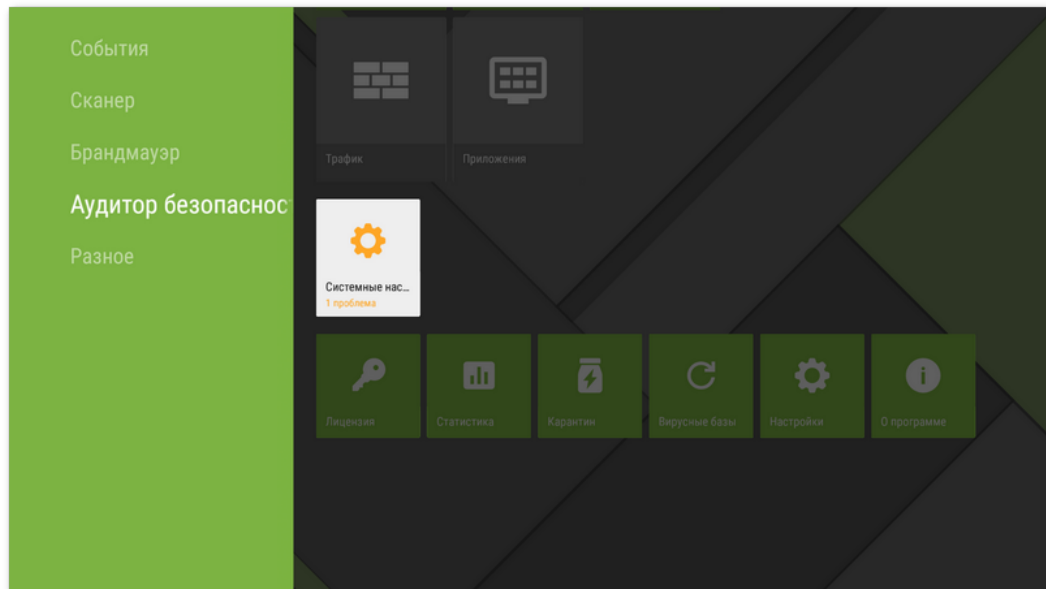 События
Сканер
Брандмауэр
Аудитор безопаснос
Разное
Трафик
Приложения
Системные нас...
1 проблема
Лицензия
Статистика
Карантин
Вирусные базы
Настройки
О программе